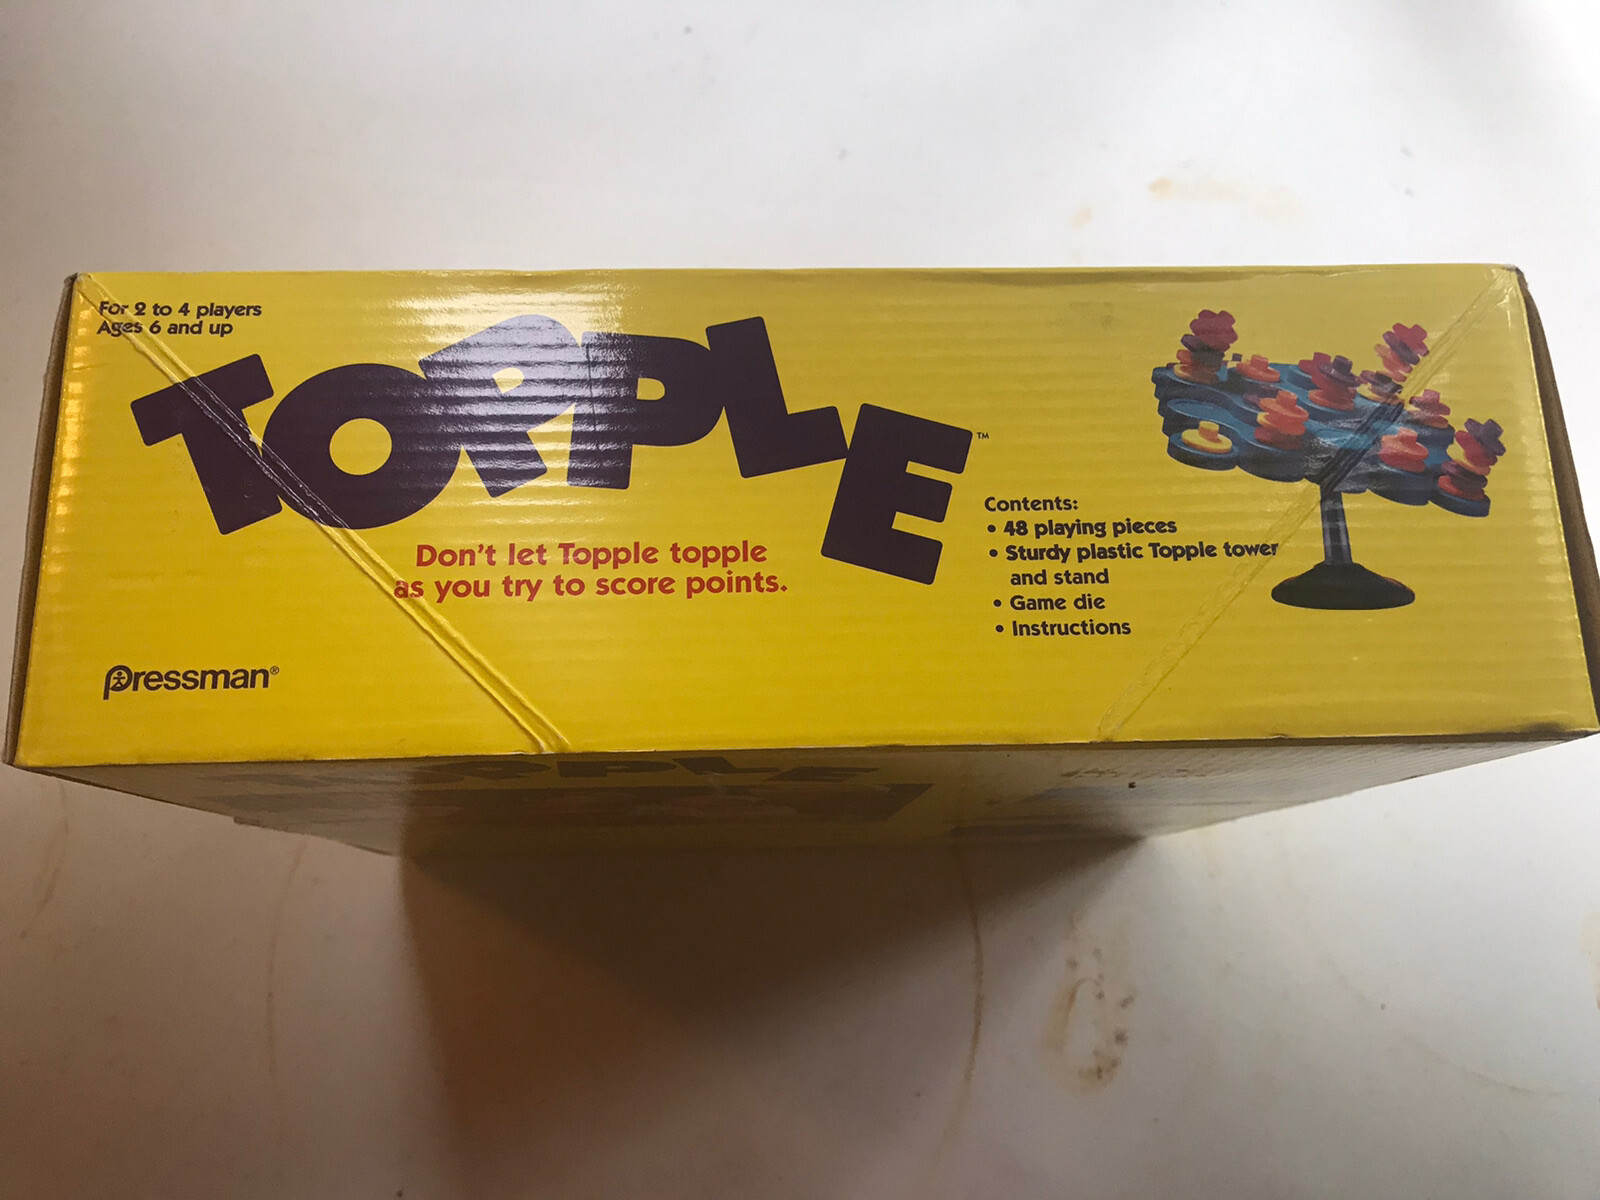 For 2 to 4 players
Ages 6 and up
TOPPLE™
Don't let Topple topple
as you try to score points.
Contents:
• 48 playing pieces
• Sturdy plastic Topple tower
and stand
• Game die
• Instructions
pressman®
TOPPLE